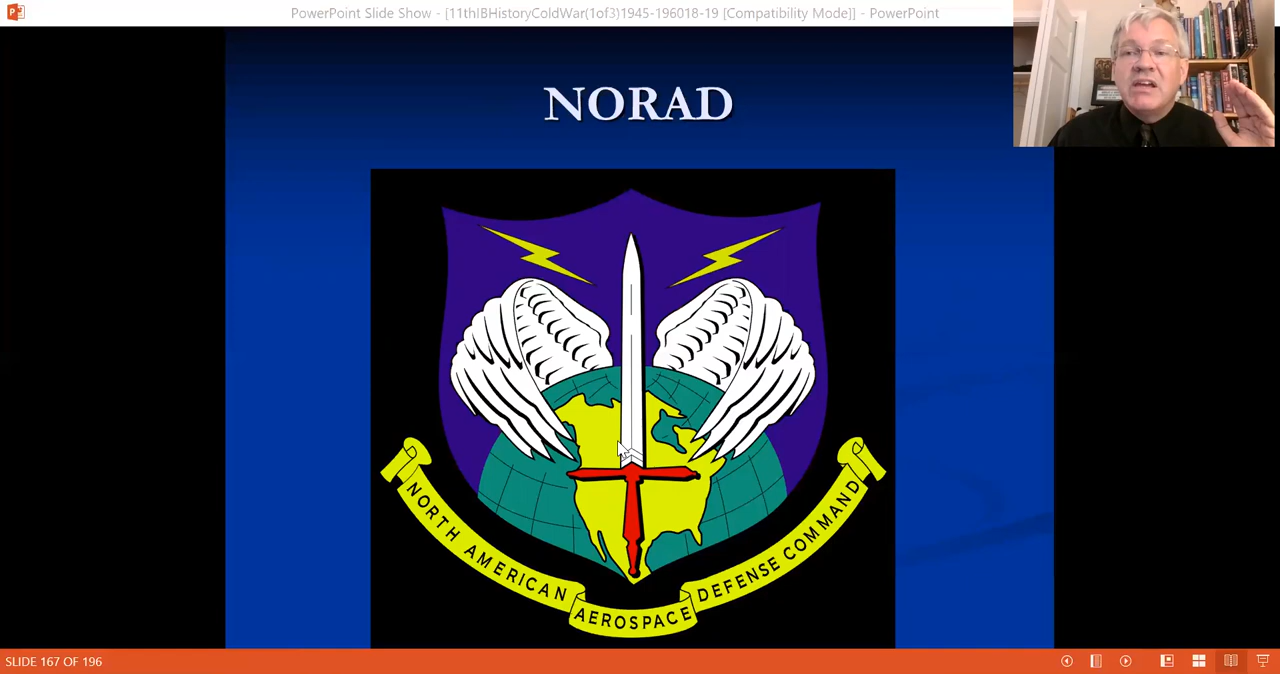 PowerPoint Slide Show - [11thIBHistoryColdWar(1of3)1945-196018-19 [Compatibility Mode]] - PowerPoint
NORAD
NORTH AMERICAN
AEROSPACE
DEFENSE COMMAND
SLIDE 167 OF 196